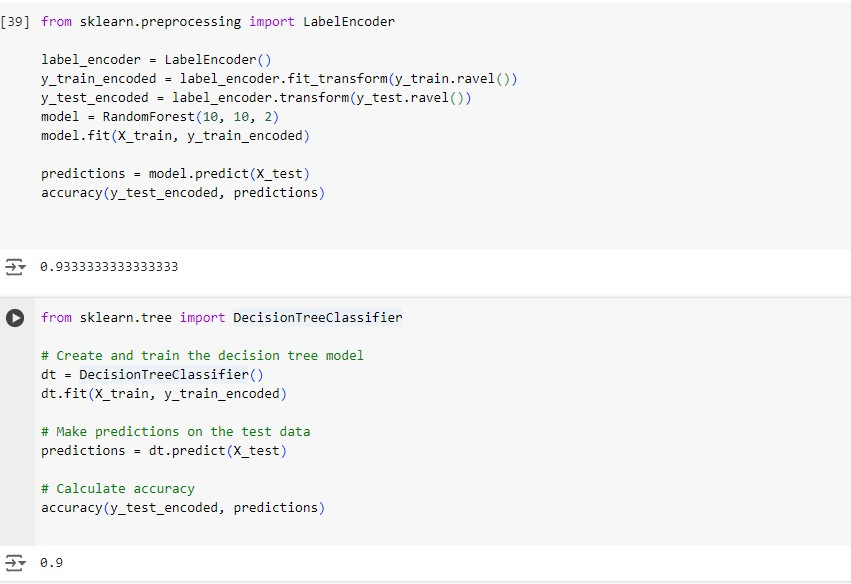 [39] from sklearn.preprocessing import LabelEncoder
label_encoder = LabelEncoder()
y_train_encoded = label_encoder.fit_transform(y_train.ravel())
y_test_encoded = label_encoder.transform(y_test.ravel())
model = RandomForest(10, 10, 2)
model.fit(X_train, y_train_encoded)
predictions = model.predict(X_test)
accuracy(y_test_encoded, predictions)
0.9333333333333333
from sklearn.tree import DecisionTreeClassifier
# Create and train the decision tree model
dt = DecisionTreeClassifier()
dt.fit(X_train, y_train_encoded)
# Make predictions on the test data
predictions = dt.predict(X_test)
# Calculate accuracy
accuracy(y_test_encoded, predictions)
0.9